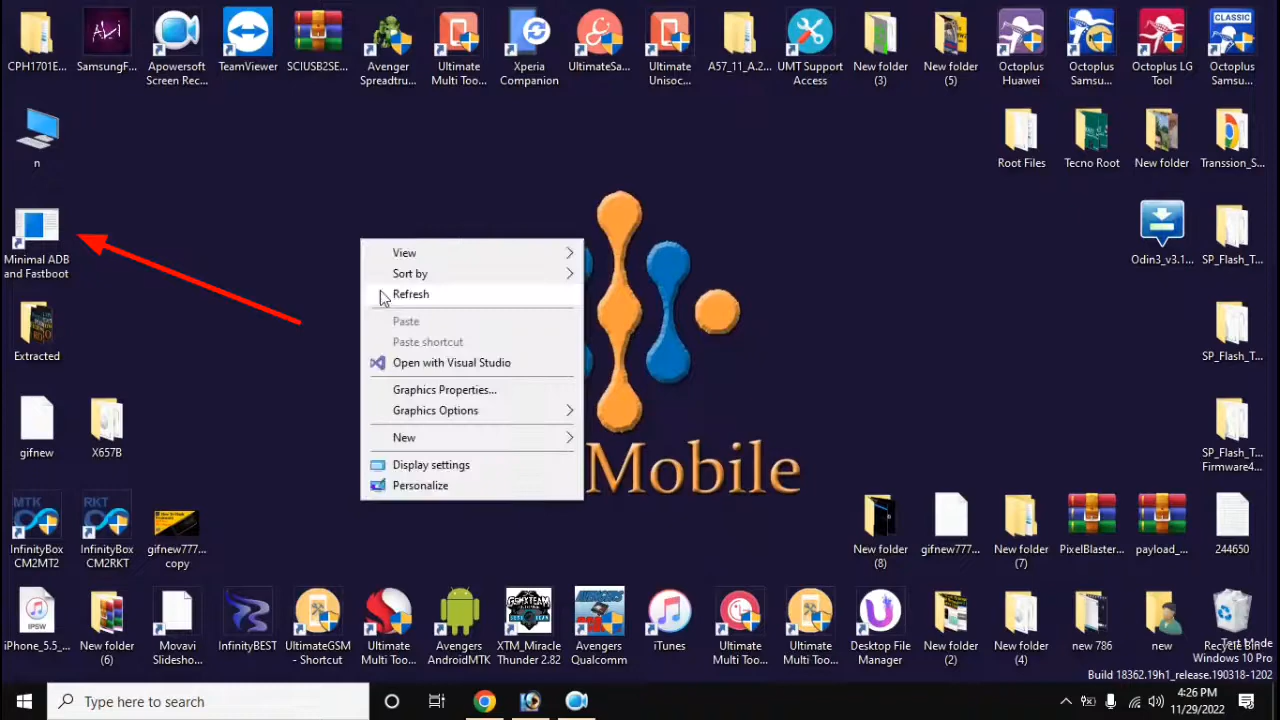 CPH1701E...
SamsungF...
Apowersoft
Screen Rec...
TeamViewer
SCIUSB2SE...
Avenger
Spreadtru...
Ultimate
Multi Too...
Xperia
Companion
UltimateSa...
Ultimate
Unisoc...
A57_11_A.2...
UMT Support
Access
New folder
(3)
New folder
(5)
Octoplus
Huawei
Octoplus
Samsu...
Octoplus LG
Tool
CLASSIC
Octoplus
Samsu...
n
Root Files
Tecno Root
New folder
Transsion_S...
Minimal ADB
and Fastboot
Odin3_v3.1...
SP_Flash_T...
View
Sort by
Refresh
Paste
Paste shortcut
Open with Visual Studio
Graphics Properties...
Graphics Options
New
Display settings
Personalize
Mobile
Extracted
SP_Flash_T...
gifnew
X657B
SP_Flash_T...
Firmware4...
MTK
InfinityBox
CM2MT2
RKT
InfinityBox
CM2RKT
gifnew777...
copy
New folder
(8)
gifnew777...
New folder
(7)
PixelBlaster...
payload_...
244650
IPSW
iPhone_5.5_...
New folder
(6)
Movavi
Slidesho...
InfinityBEST
UltimateGSM
- Shortcut
Ultimate
Multi Too...
Avengers
AndroidMTK
GSMXTEAM
XTM_Miracle
Thunder 2.82
AVENGERS
Avengers
Qualcomm
iTunes
Ultimate
Multi Too...
Ultimate
Multi Too...
Desktop File
Manager
New folder
(2)
New folder
(4)
new 786
new
Recycle Bin
Test Mode
Windows 10 Pro
Build 18362.19h1_release.190318-1202
Type here to search
4:26 PM
11/29/2022